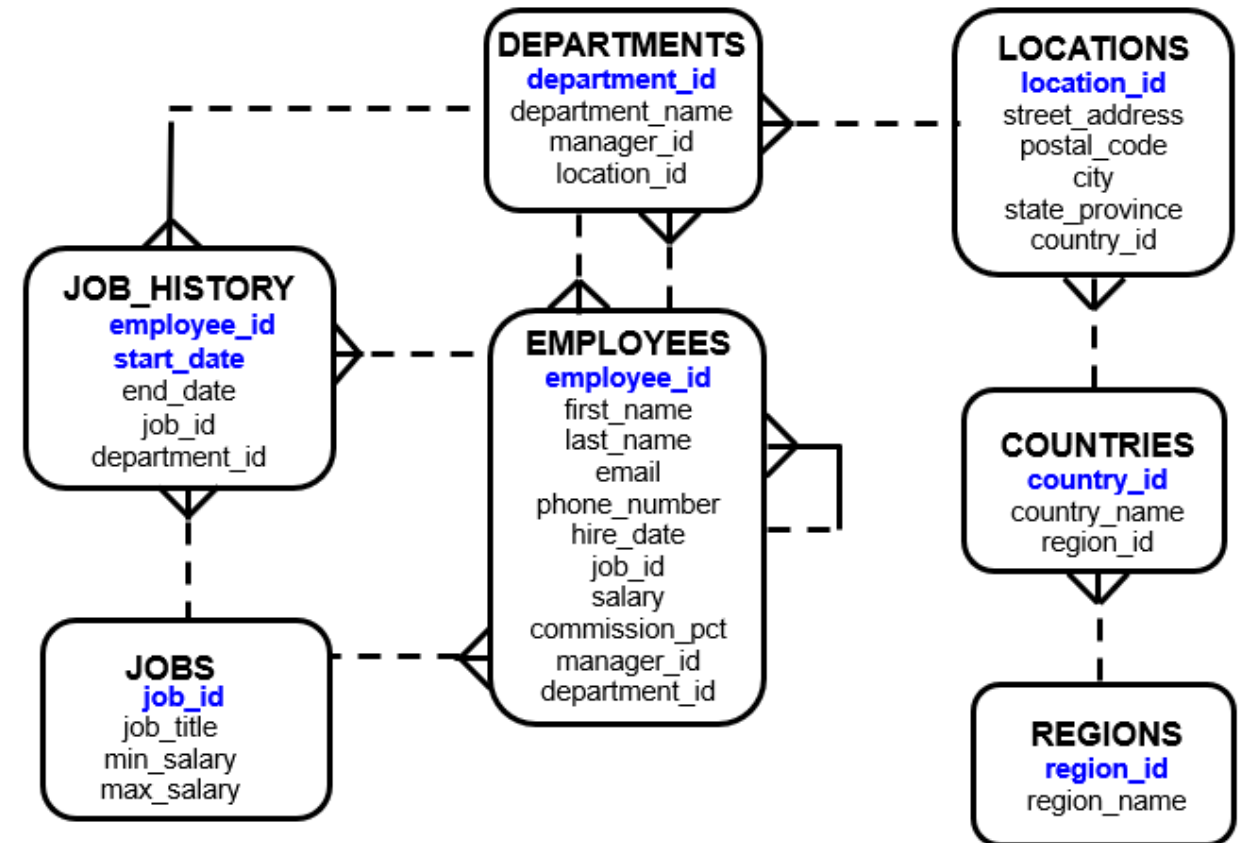 DEPARTMENTS
department_id
department_name
manager_id
location_id
LOCATIONS
location_id
street_address
postal_code
city
state_province
country_id
JOB_HISTORY
employee_id
start_date
end_date
job_id
department_id
EMPLOYEES
employee_id
first_name
last_name
email
phone_number
hire_date
job_id
salary
commission_pct
manager_id
department_id
COUNTRIES
country_id
country_name
region_id
JOBS
job_id
job_title
min_salary
max_salary
REGIONS
region_id
region_name